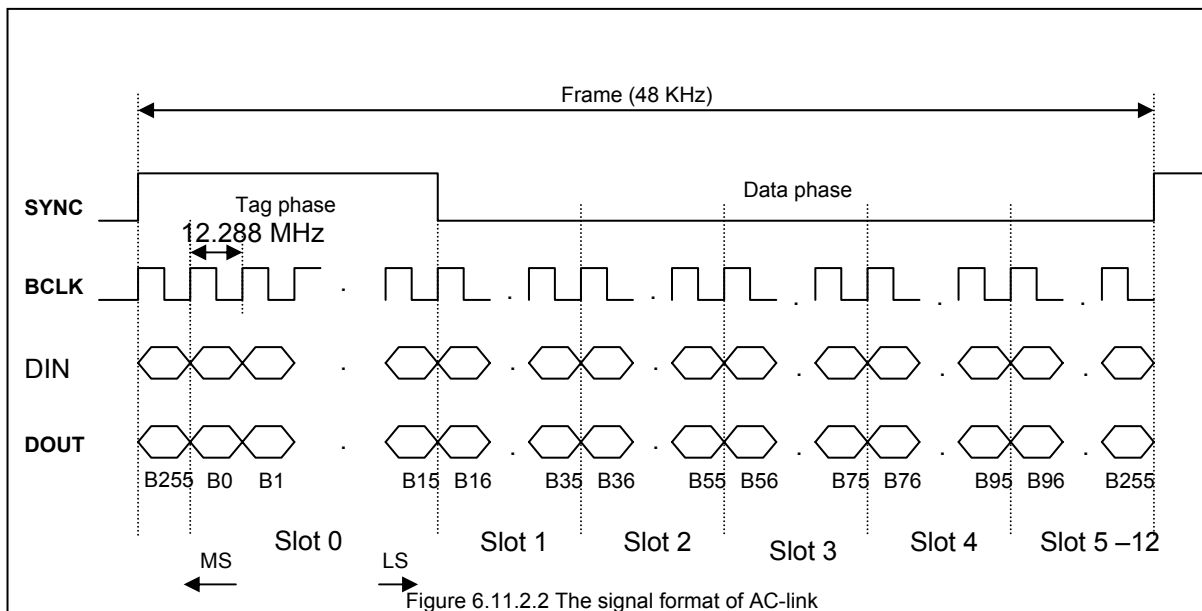 Frame (48 KHz)
SYNC
Tag phase
Data phase
12.288 MHz
BCLK
DIN
DOUT
B255 B0 B1 B15 B16 B35 B36 B55 B56 B75 B76 B95 B96 B255
Slot 0 Slot 1 Slot 2 Slot 3 Slot 4 Slot 5 –12
MS LS
Figure 6.11.2.2 The signal format of AC-link